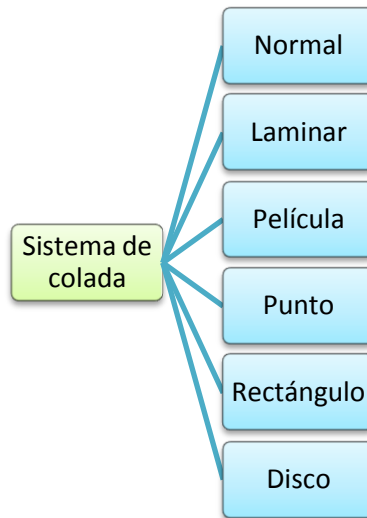 Normal
Laminar
Película
Sistema de
colada
Punto
Rectángulo
Disco